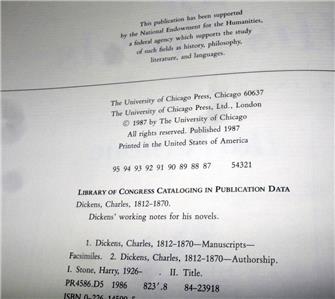 This publication has been supported
by the National Endowment for the Humanities,
a federal agency which supports the study
of such fields as history, philosophy,
literature, and languages.
The University of Chicago Press, Chicago 60637
The University of Chicago Press, Ltd., London
© 1987 by The University of Chicago
All rights reserved. Published 1987
Printed in the United States of America
95 94 93 92 91 90 89 88 87 54321
LIBRARY OF CONGRESS CATALOGING IN PUBLICATION DATA
Dickens, Charles, 1812-1870.
Dickens' working notes for his novels.
1. Dickens, Charles, 1812-1870—Manuscripts—
Facsimiles. 2. Dickens, Charles, 1812-1870—Authorship.
I. Stone, Harry, 1926- . II. Title.
PR4586.D5 1986 823'.8 84-23918
ISBN 0-226-14590-5